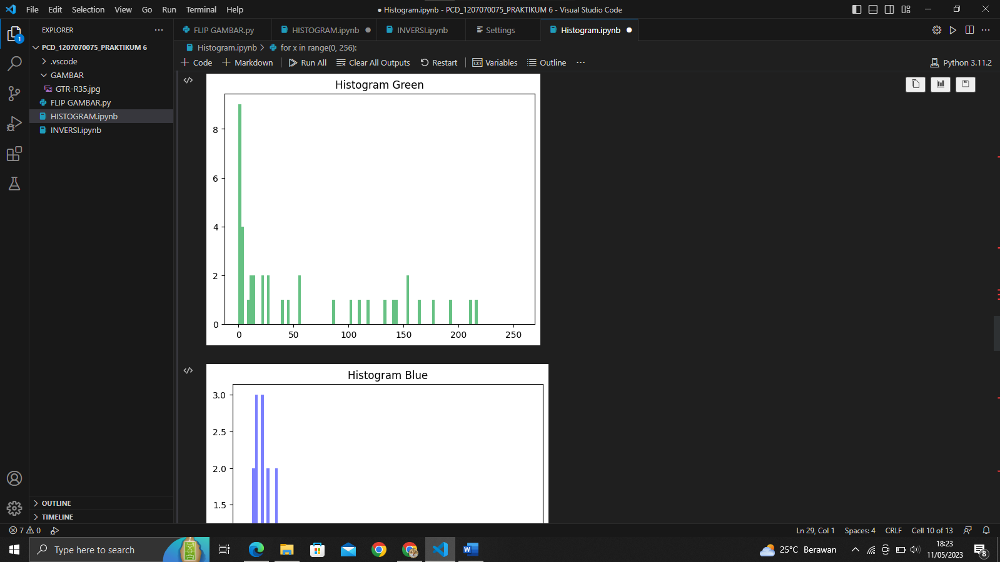 File Edit Selection View Go Run Terminal Help
● Histogram.ipynb - PCD_1207070075_PRAKTIKUM 6 - Visual Studio Code
EXPLORER
FLIP GAMBAR.py
HISTOGRAM.ipynb
INVERSI.ipynb
Settings
Histogram.ipynb
1
PCD_1207070075_PRAKTIKUM 6
.vscode
GAMBAR
GTR-R35.jpg
FLIP GAMBAR.py
HISTOGRAM.ipynb
INVERSI.ipynb
OUTLINE
TIMELINE
Histogram.ipynb > for x in range(0, 256):
Code
Markdown
Run All
Clear All Outputs
Restart
Variables
Outline
Python 3.11.2
Histogram Green
8
6
4
2
0
0 50 100 150 200 250
Histogram Blue
3.0
2.5
2.0
1.5
7 0
Ln 29, Col 1
Spaces: 4
CRLF
Cell 10 of 13
Type here to search
25°C Berawan
18:23
11/05/2023
8